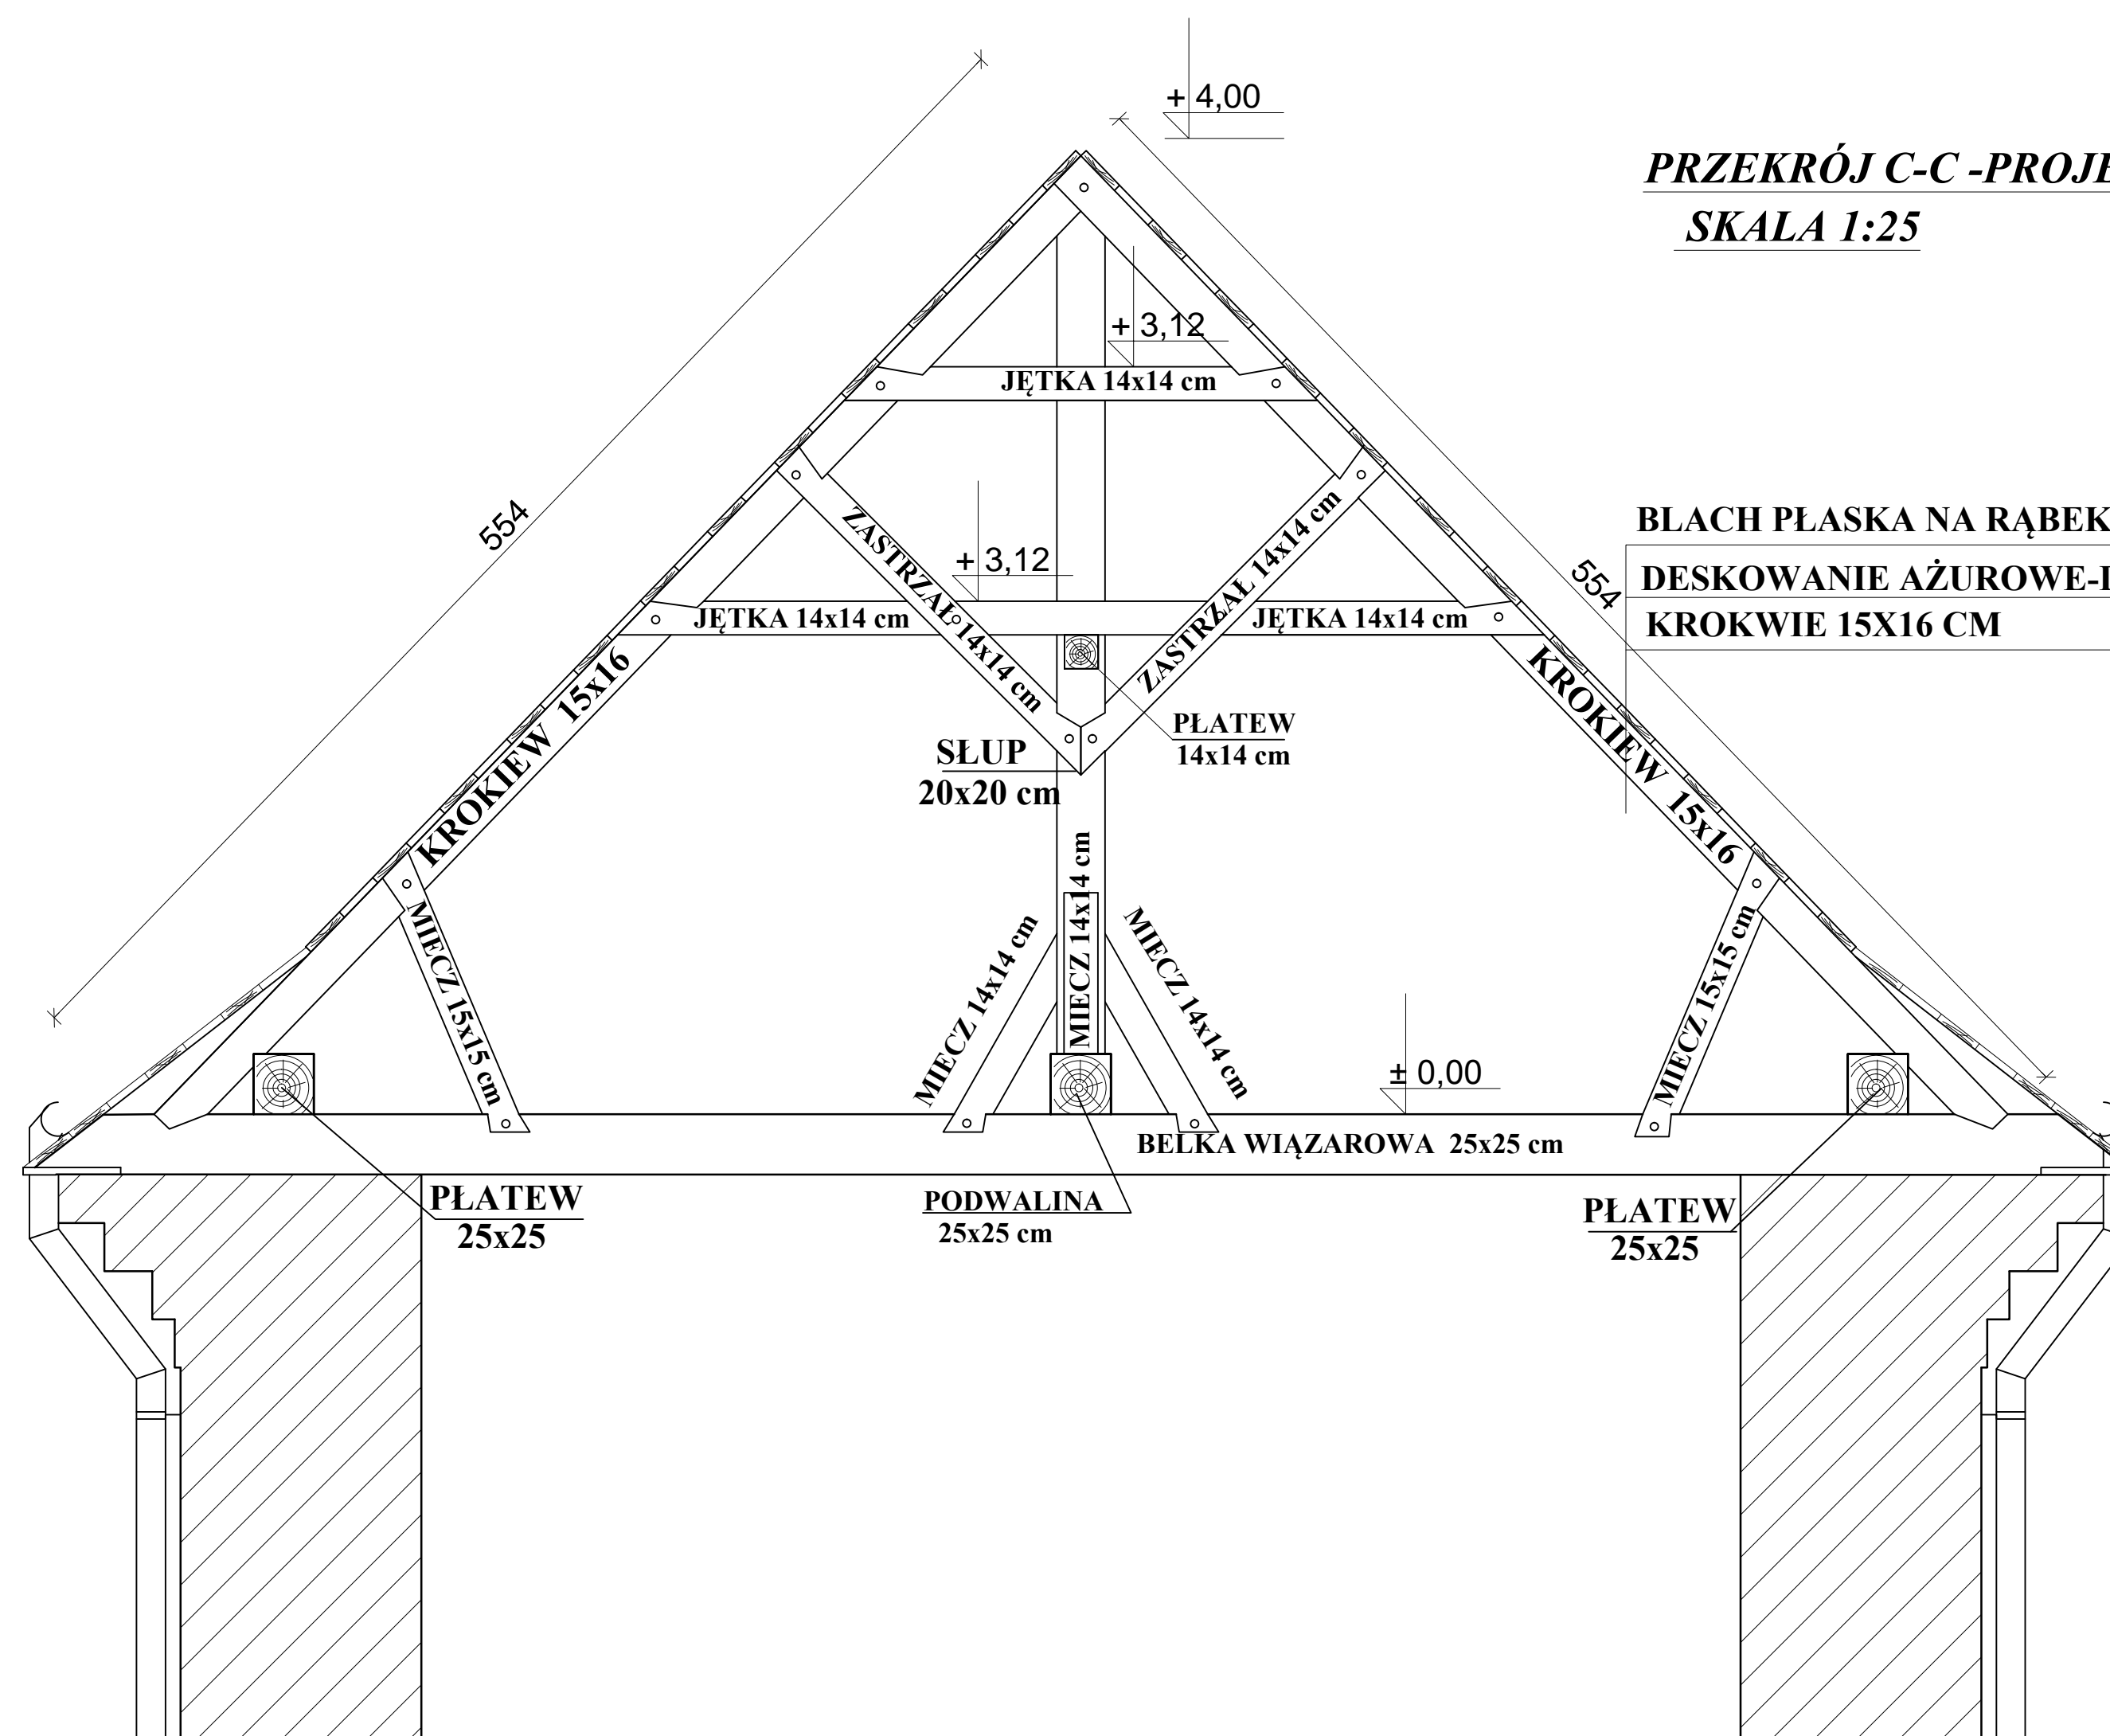 + 4,00
PRZEKRÓJ C-C -PROJE
SKALA 1:25
+ 3,12
JĘTKA 14x14 cm
554
BLACH PŁASKA NA RĄBEK
DESKOWANIE AŻUROWE-
KROKWIE 15X16 CM
554
+ 3,12
ZASTRZAŁ 14x14 cm
ZASTRZAŁ 14x14 cm
JĘTKA 14x14 cm
JĘTKA 14x14 cm
KROKIEW 15x16
KROKIEW 15x16
PŁATEW
14x14 cm
SŁUP
20x20 cm
MIECZ 15x15 cm
MIECZ 14x14 cm
MIECZ 14x14 cm
MIECZ 14x14 cm
MIECZ 15x15 cm
± 0,00
BELKA WIĄZAROWA 25x25 cm
PŁATEW
25x25
PODWALINA
25x25 cm
PŁATEW
25x25